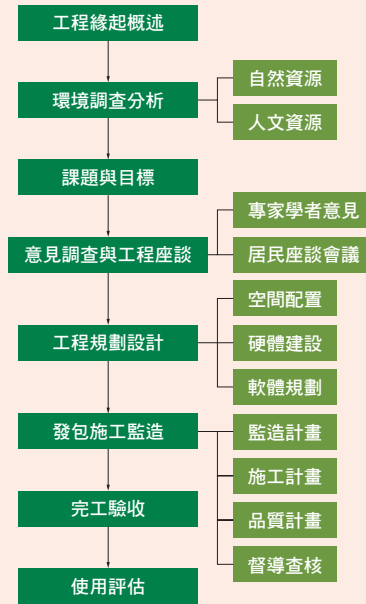 工程緣起概述
環境調查分析
自然資源
人文資源
課題與目標
意見調查與工程座談
專家學者意見
居民座談會議
工程規劃設計
空間配置
硬體建設
軟體規劃
發包施工監造
監造計畫
施工計畫
品質計畫
督導查核
完工驗收
使用評估